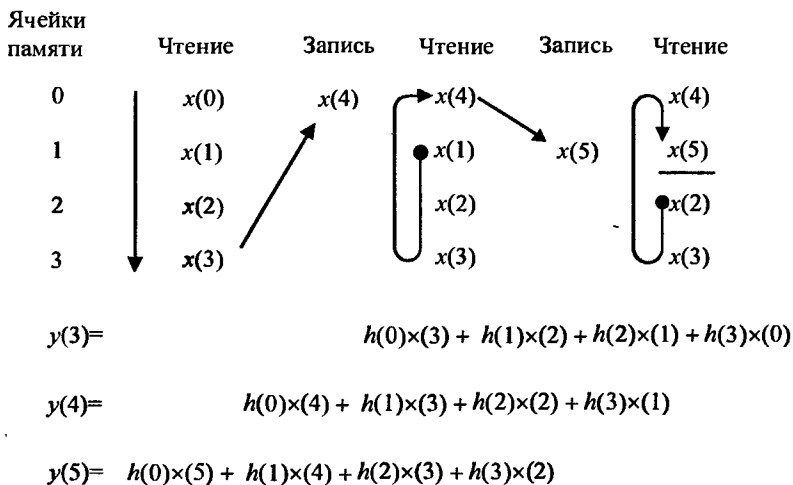 Ячейки
памяти Чтение Запись Чтение Запись Чтение
0 x(0) x(4) x(4) x(4)
1 x(1) x(1) x(5) x(5)
2 x(2) x(2) x(2)
3 x(3) x(3) x(3)
y(3)= h(0)×(3) + h(1)×(2) + h(2)×(1) + h(3)×(0)
y(4)= h(0)×(4) + h(1)×(3) + h(2)×(2) + h(3)×(1)
y(5)= h(0)×(5) + h(1)×(4) + h(2)×(3) + h(3)×(2)